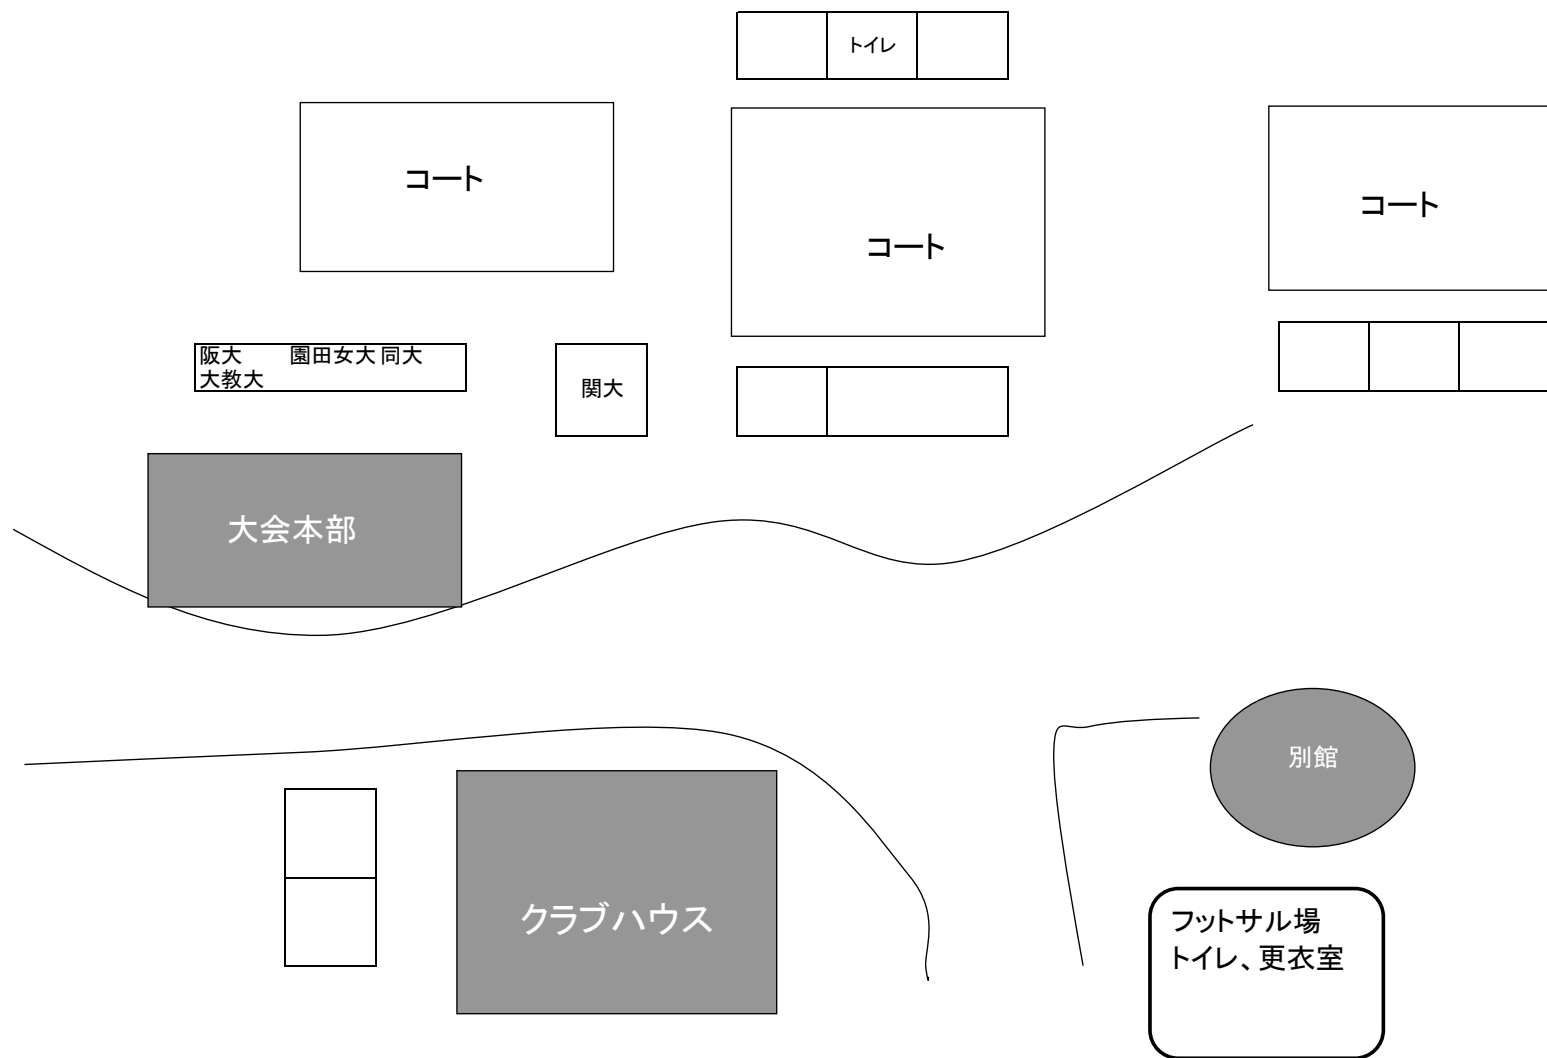 トイレ
コート
コート
コート
阪大 園田女大 同大
大教大
関大
大会本部
別館
クラブハウス
フットサル場
トイレ、更衣室